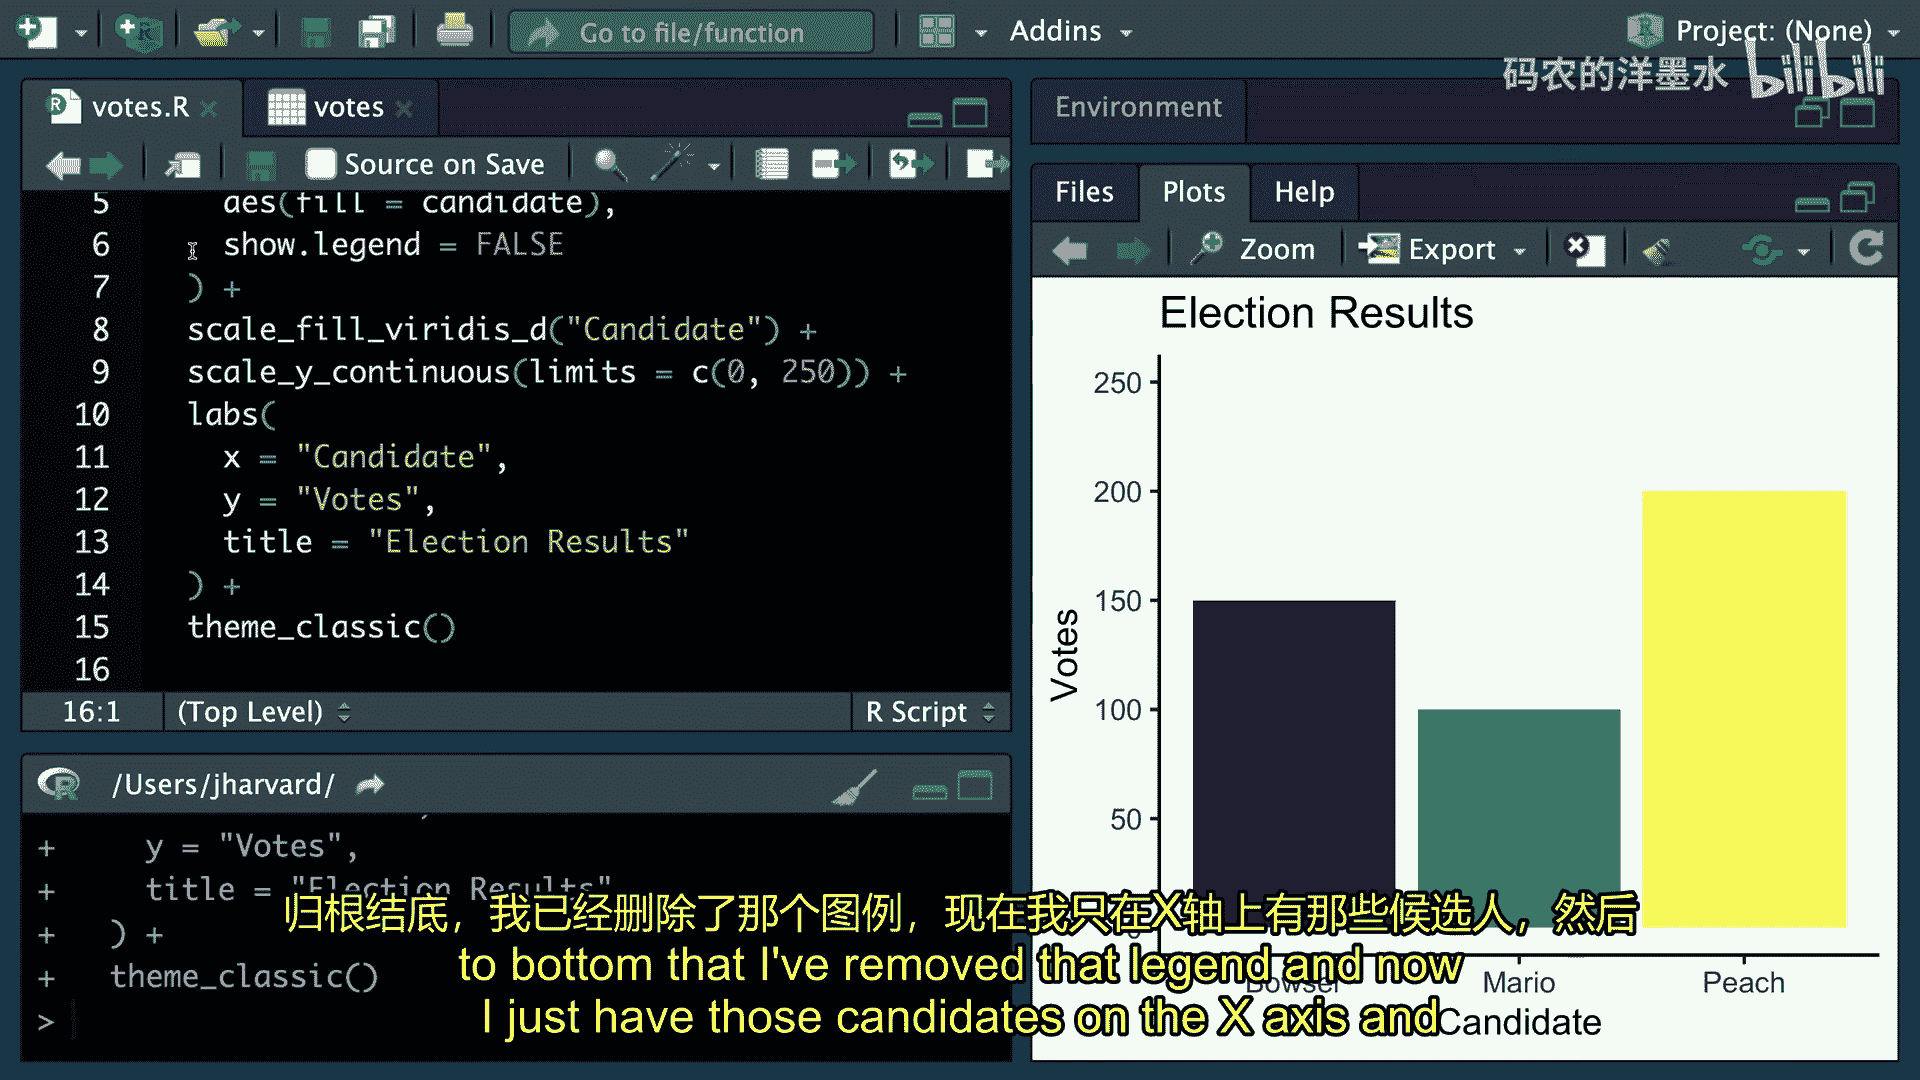 Go to file/function
Addins
Project: (None)
码农的洋墨水 bilibili
votes.R
votes
Environment
Source on Save
Files
Plots
Help
Zoom
Export
5 aes(fill = candidate),
6 show.legend = FALSE
7 ) +
8 scale_fill_viridis_d("Candidate") +
9 scale_y_continuous(limits = c(0, 250)) +
10 labs(
11 x = "Candidate",
12 y = "Votes",
13 title = "Election Results"
14 ) +
15 theme_classic()
16
16:1 (Top Level) R Script
/Users/jharvard/
+ y = "Votes",
+ title = "Election Results"
+ ) +
+ theme_classic()
>
Election Results
250
200
150
100
50
Votes
Bowser Mario Peach
Candidate
归根结底，我已经删除了那个图例，现在我只在X轴上有那些候选人，然后
to bottom that I've removed that legend and now
I just have those candidates on the X axis and